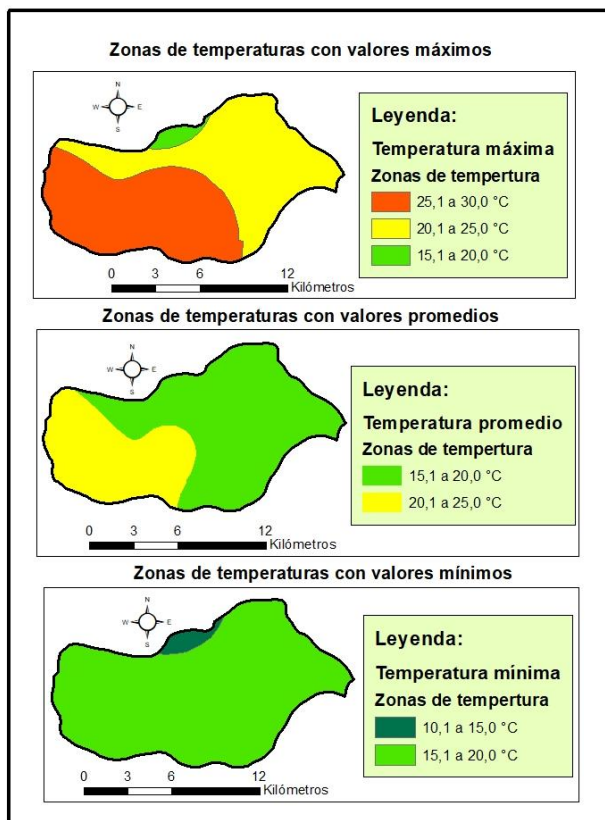 Zonas de temperaturas con valores máximos
N
W E
S
Leyenda:
Temperatura máxima
Zonas de tempertura
25,1 a 30,0 °C
20,1 a 25,0 °C
15,1 a 20,0 °C
0 3 6 12
Kilómetros
Zonas de temperaturas con valores promedios
N
W E
S
Leyenda:
Temperatura promedio
Zonas de tempertura
15,1 a 20,0 °C
20,1 a 25,0 °C
0 3 6 12
Kilómetros
Zonas de temperaturas con valores mínimos
N
W E
S
Leyenda:
Temperatura mínima
Zonas de tempertura
10,1 a 15,0 °C
15,1 a 20,0 °C
0 3 6 12
Kilómetros